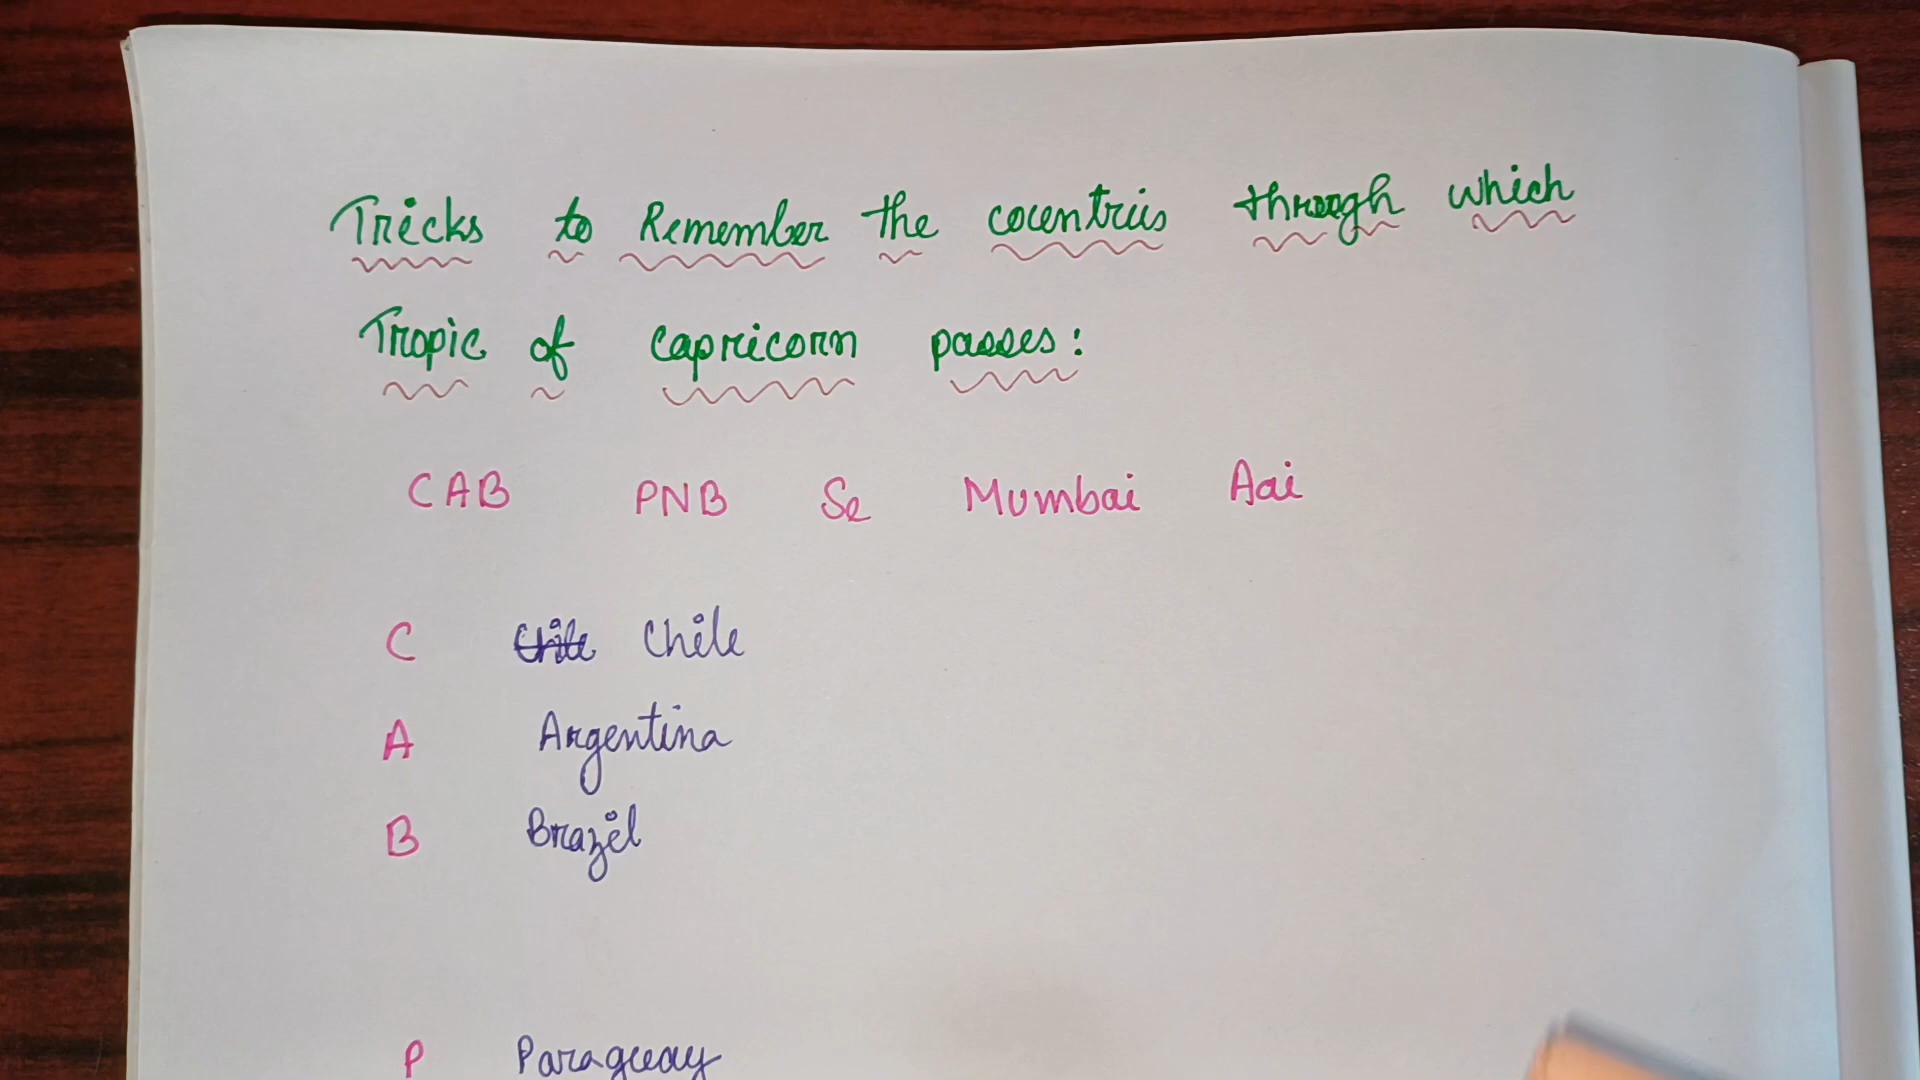 Tricks to Remember the countries through which
Tropic of Capricorn passes:
CAB PNB Se Mumbai Aai
C Chile Chile
A Argentina
B Brazil
P Paraguay